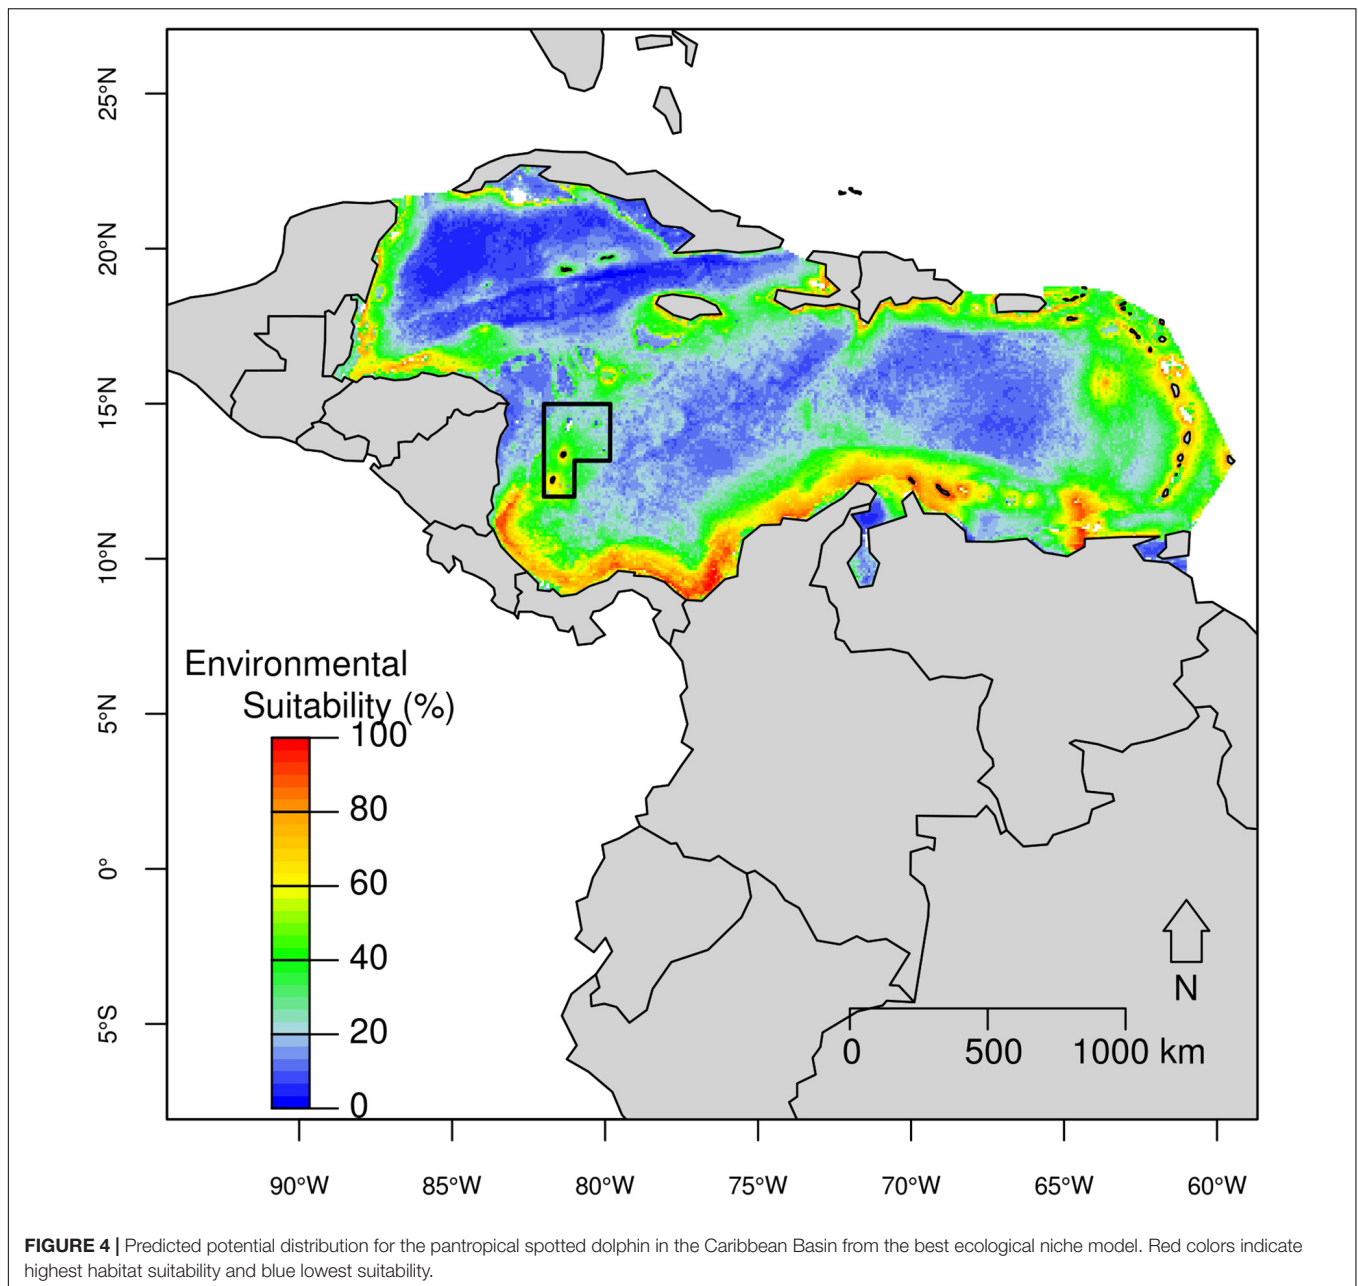 25°N
20°N
15°N
10°N
5°N
0°
5°S
Environmental
Suitability (%)
100
80
60
40
20
0
N
0 500 1000 km
90°W 85°W 80°W 75°W 70°W 65°W 60°W
FIGURE 4 | Predicted potential distribution for the pantropical spotted dolphin in the Caribbean Basin from the best ecological niche model. Red colors indicate
highest habitat suitability and blue lowest suitability.